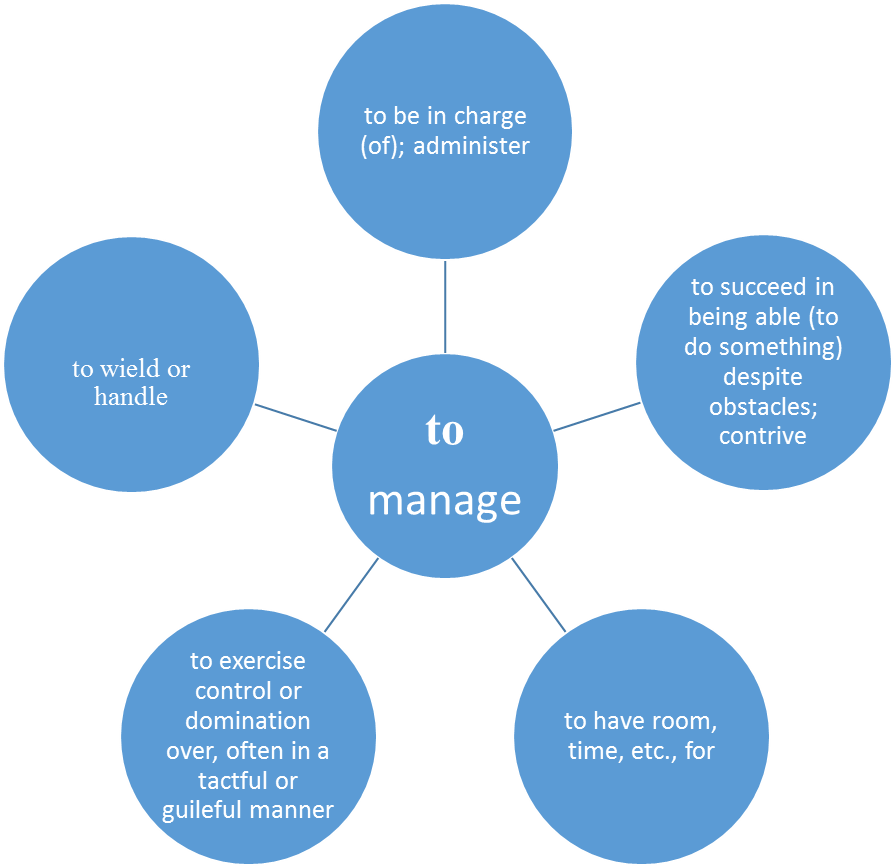 to be in charge
(of); administer
to succeed in
being able (to
do something)
despite
obstacles;
contrive
to wield or
handle
to
manage
to exercise
control or
domination
over, often in a
tactful or
guileful manner
to have room,
time, etc., for